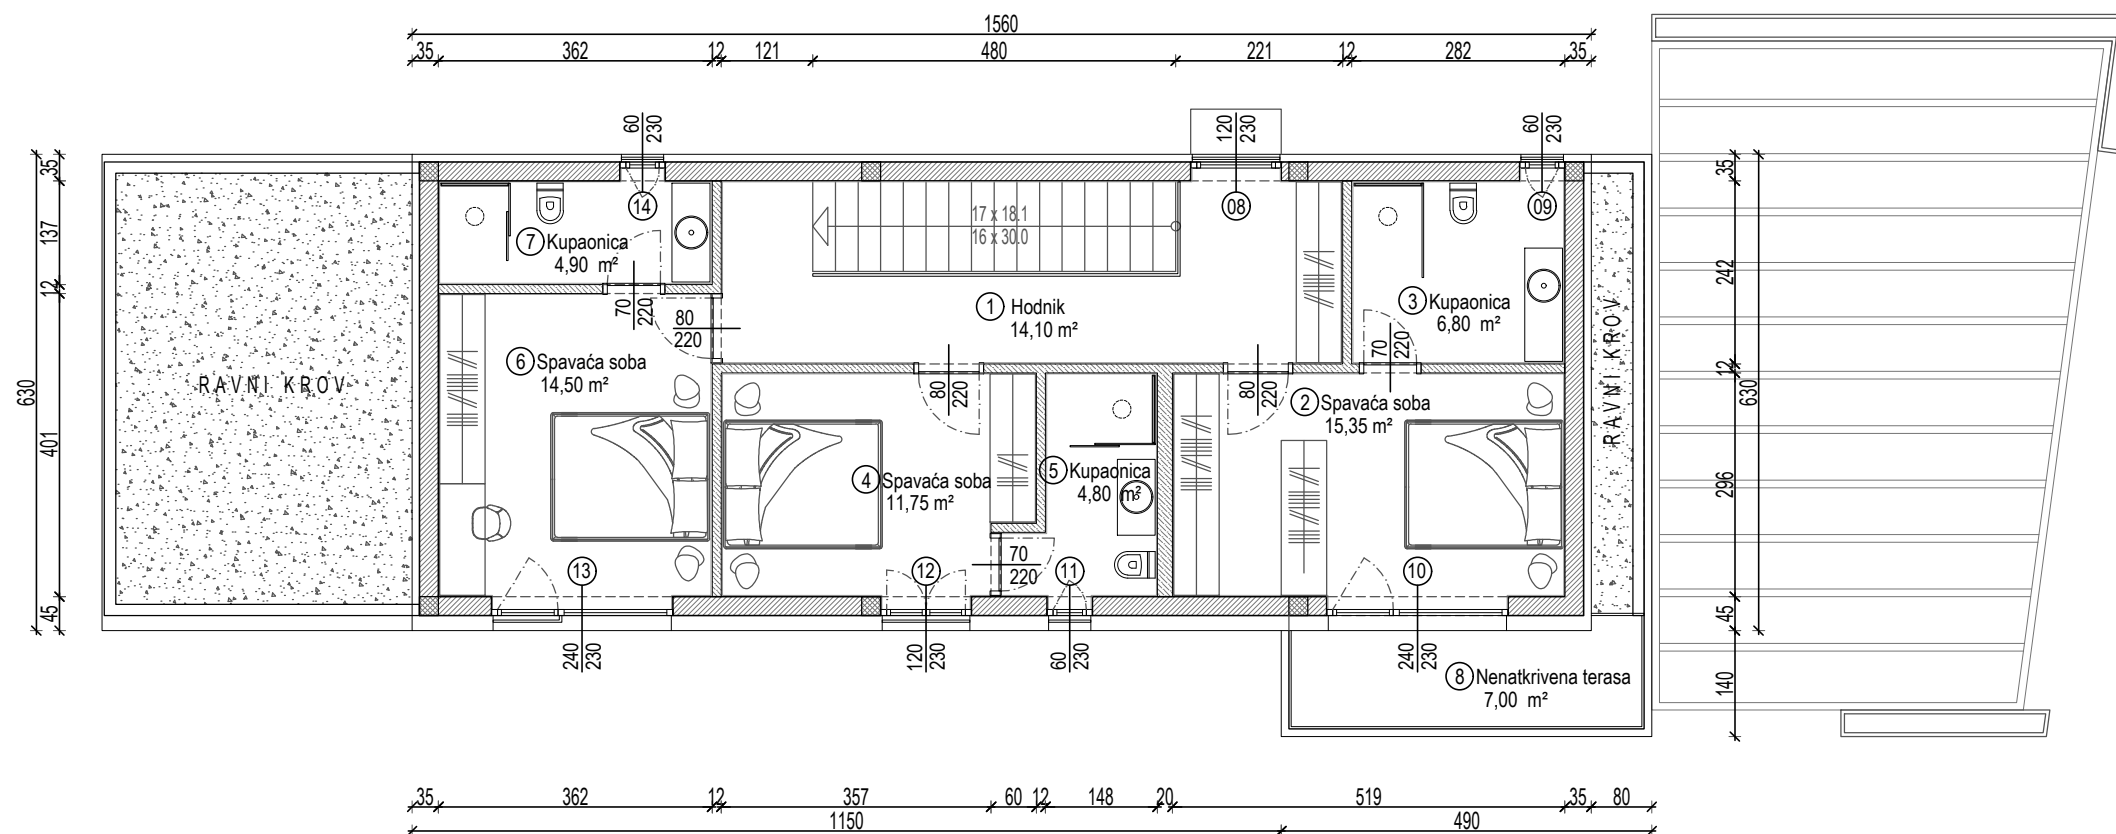 1560
35 362 12 121 480 221 12 282 35
60 230
120 230
60 230
14
08
09
17 x 18.1
16 x 30.0
7 Kupaonica
4,90 m²
70 220
80 220
1 Hodnik
14,10 m²
3 Kupaonica
6,80 m²
70 220
6 Spavaća soba
14,50 m²
RAVNI KROV
80 220
80 220
2 Spavaća soba
15,35 m²
RAVNI KROV
4 Spavaća soba
11,75 m²
5 Kupaonica
4,80 m²
70 220
13
12
11
10
240 230
120 230
60 230
240 230
8 Nenatkrivena terasa
7,00 m²
630
35
137
12
401
45
35
242
12
296
45
140
630
35 362 12 357 60 12 148 20 519 35 80
1150 490